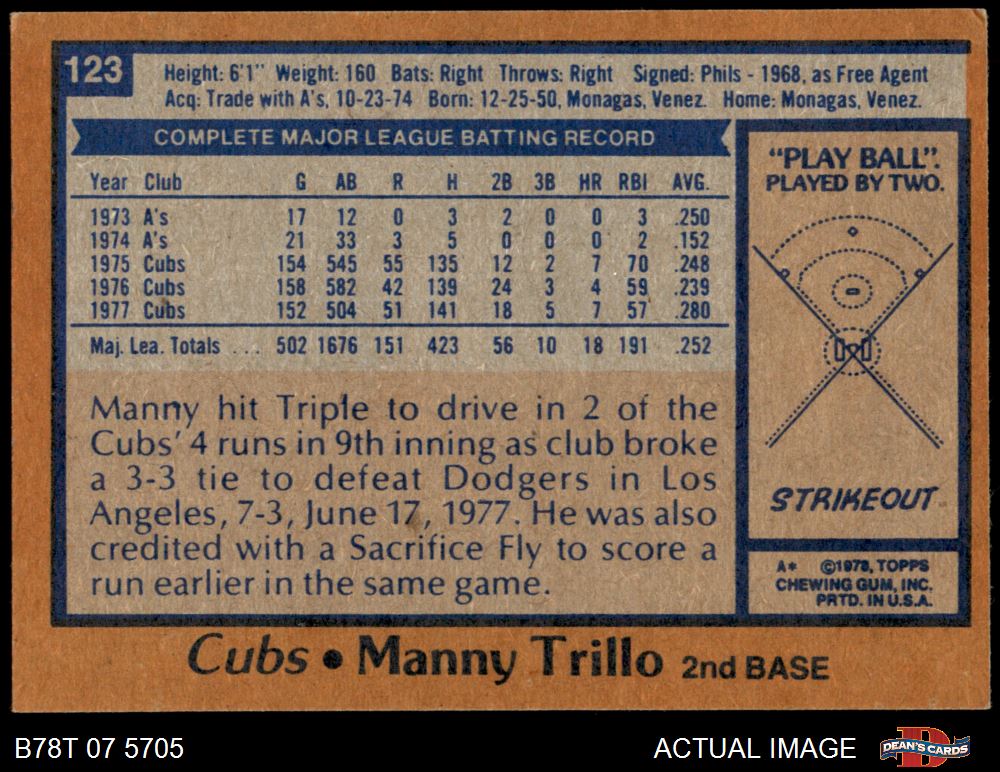 123
Height: 6'1" Weight: 160 Bats: Right Throws: Right Signed: Phils - 1968, as Free Agent
Acq: Trade with A's, 10-23-74 Born: 12-25-50, Monagas, Venez. Home: Monagas, Venez.
COMPLETE MAJOR LEAGUE BATTING RECORD
Year Club G AB R H 2B 3B HR RBI AVG.
1973 A's 17 12 0 3 2 0 0 3 .250
1974 A's 21 33 3 5 0 0 0 2 .152
1975 Cubs 154 545 55 135 12 2 7 70 .248
1976 Cubs 158 582 42 139 24 3 4 59 .239
1977 Cubs 152 504 51 141 18 5 7 57 .280
Maj. Lea. Totals ... 502 1676 151 423 56 10 18 191 .252
Manny hit Triple to drive in 2 of the
Cubs' 4 runs in 9th inning as club broke
a 3-3 tie to defeat Dodgers in Los
Angeles, 7-3, June 17, 1977. He was also
credited with a Sacrifice Fly to score a
run earlier in the same game.
"PLAY BALL".
PLAYED BY TWO.
STRIKEOUT
A* ©1978, TOPPS
CHEWING GUM, INC.
PRTD. IN U.S.A.
Cubs • Manny Trillo 2nd BASE
B78T 07 5705
ACTUAL IMAGE
D
DEAN'S CARDS